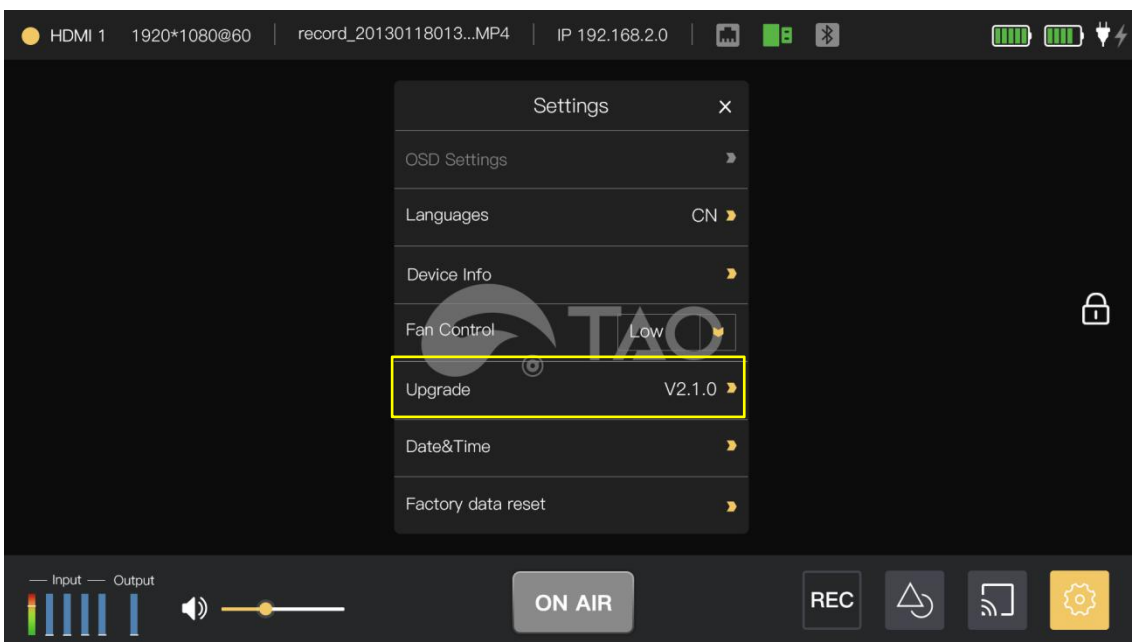 HDMI 1 1920*1080@60 record_20130118013...MP4 IP 192.168.2.0
Settings
OSD Settings
Languages CN
Device Info
TAO
Fan Control Low
Upgrade V2.1.0
Date&Time
Factory data reset
Input Output
ON AIR
REC